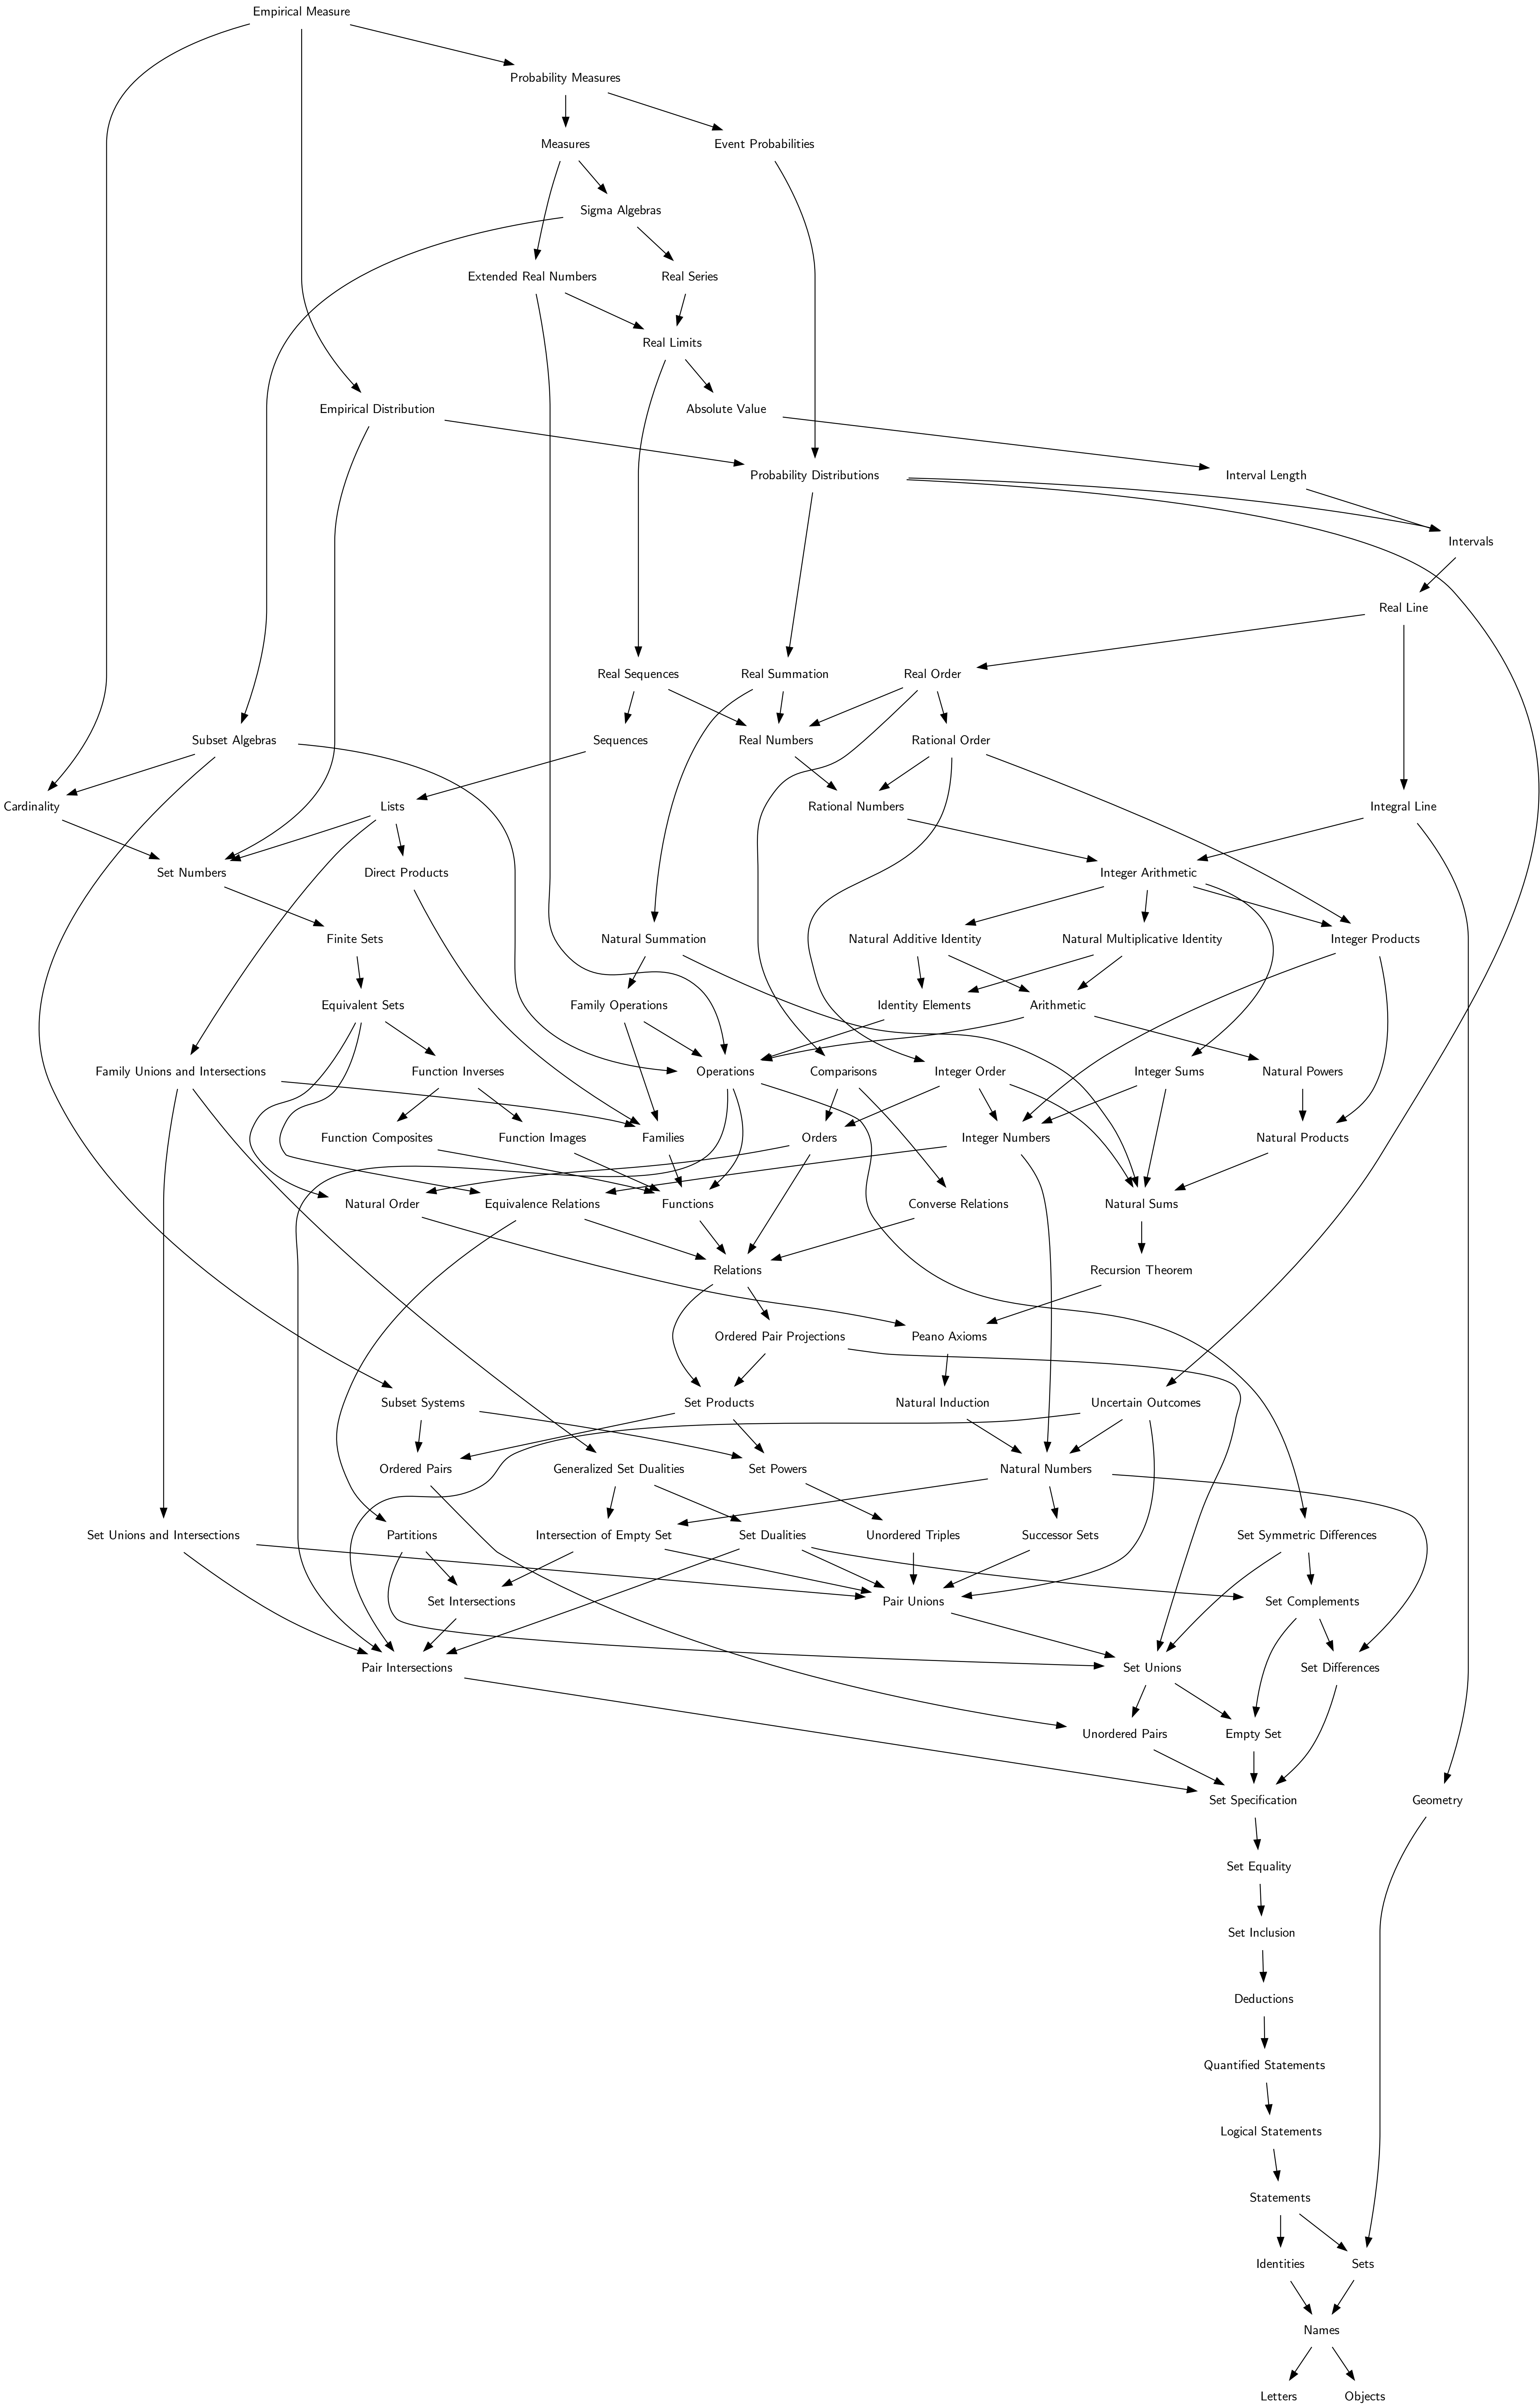 Empirical Measure
Probability Measures
Measures
Event Probabilities
Sigma Algebras
Extended Real Numbers
Real Series
Real Limits
Empirical Distribution
Absolute Value
Probability Distributions
Interval Length
Intervals
Real Line
Real Sequences
Real Summation
Real Order
Subset Algebras
Sequences
Real Numbers
Rational Order
Cardinality
Lists
Rational Numbers
Integral Line
Set Numbers
Direct Products
Integer Arithmetic
Finite Sets
Natural Summation
Natural Additive Identity
Natural Multiplicative Identity
Integer Products
Equivalent Sets
Family Operations
Identity Elements
Arithmetic
Family Unions and Intersections
Function Inverses
Operations
Comparisons
Integer Order
Integer Sums
Natural Powers
Function Composites
Function Images
Families
Orders
Integer Numbers
Natural Products
Natural Order
Equivalence Relations
Functions
Converse Relations
Natural Sums
Relations
Recursion Theorem
Ordered Pair Projections
Peano Axioms
Subset Systems
Set Products
Natural Induction
Uncertain Outcomes
Ordered Pairs
Generalized Set Dualities
Set Powers
Natural Numbers
Set Unions and Intersections
Partitions
Intersection of Empty Set
Set Dualities
Unordered Triples
Successor Sets
Set Symmetric Differences
Set Intersections
Pair Unions
Set Complements
Pair Intersections
Set Unions
Set Differences
Unordered Pairs
Empty Set
Set Specification
Geometry
Set Equality
Set Inclusion
Deductions
Quantified Statements
Logical Statements
Statements
Identities
Sets
Names
Letters
Objects